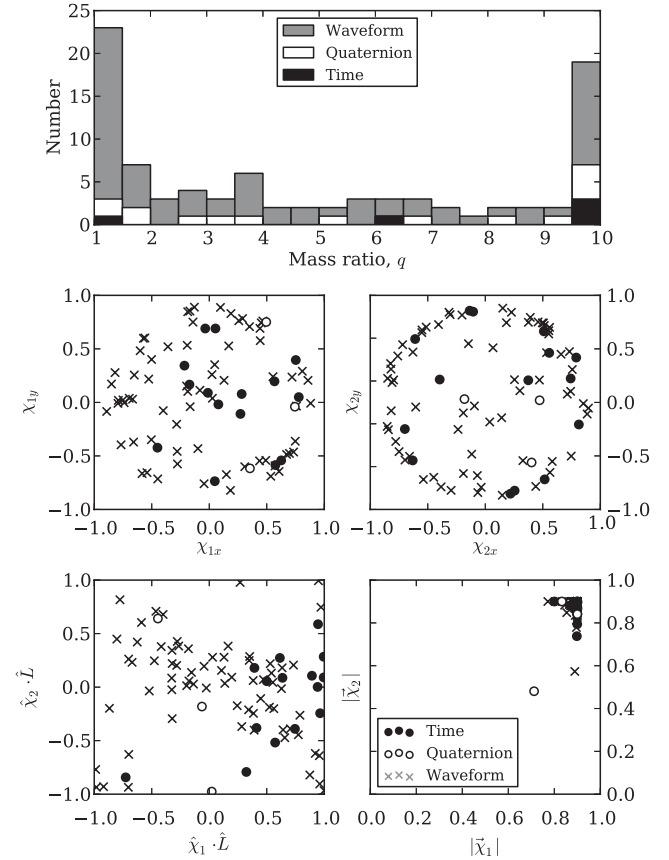 25
20
15
10
5
0
Number
Waveform
Quaternion
Time
1 2 3 4 5 6 7 8 9 10
Mass ratio, q
1.0
0.5
0.0
−0.5
−1.0
χ1y
−1.0 −0.5 0.0 0.5 1.0
χ1x
χ2y
1.0
0.5
0.0
−0.5
−1.0
−1.0 −0.5 0.0 0.5 1.0
χ2x
1.0
0.5
0.0
−0.5
−1.0
χ̂2 · L̂
−1.0 −0.5 0.0 0.5 1.0
χ̂1 · L̂
|χ⃗2|
1.0
0.8
0.6
0.4
0.2
0.0
Time
Quaternion
Waveform
0.0 0.2 0.4 0.6 0.8 1.0
|χ⃗1|